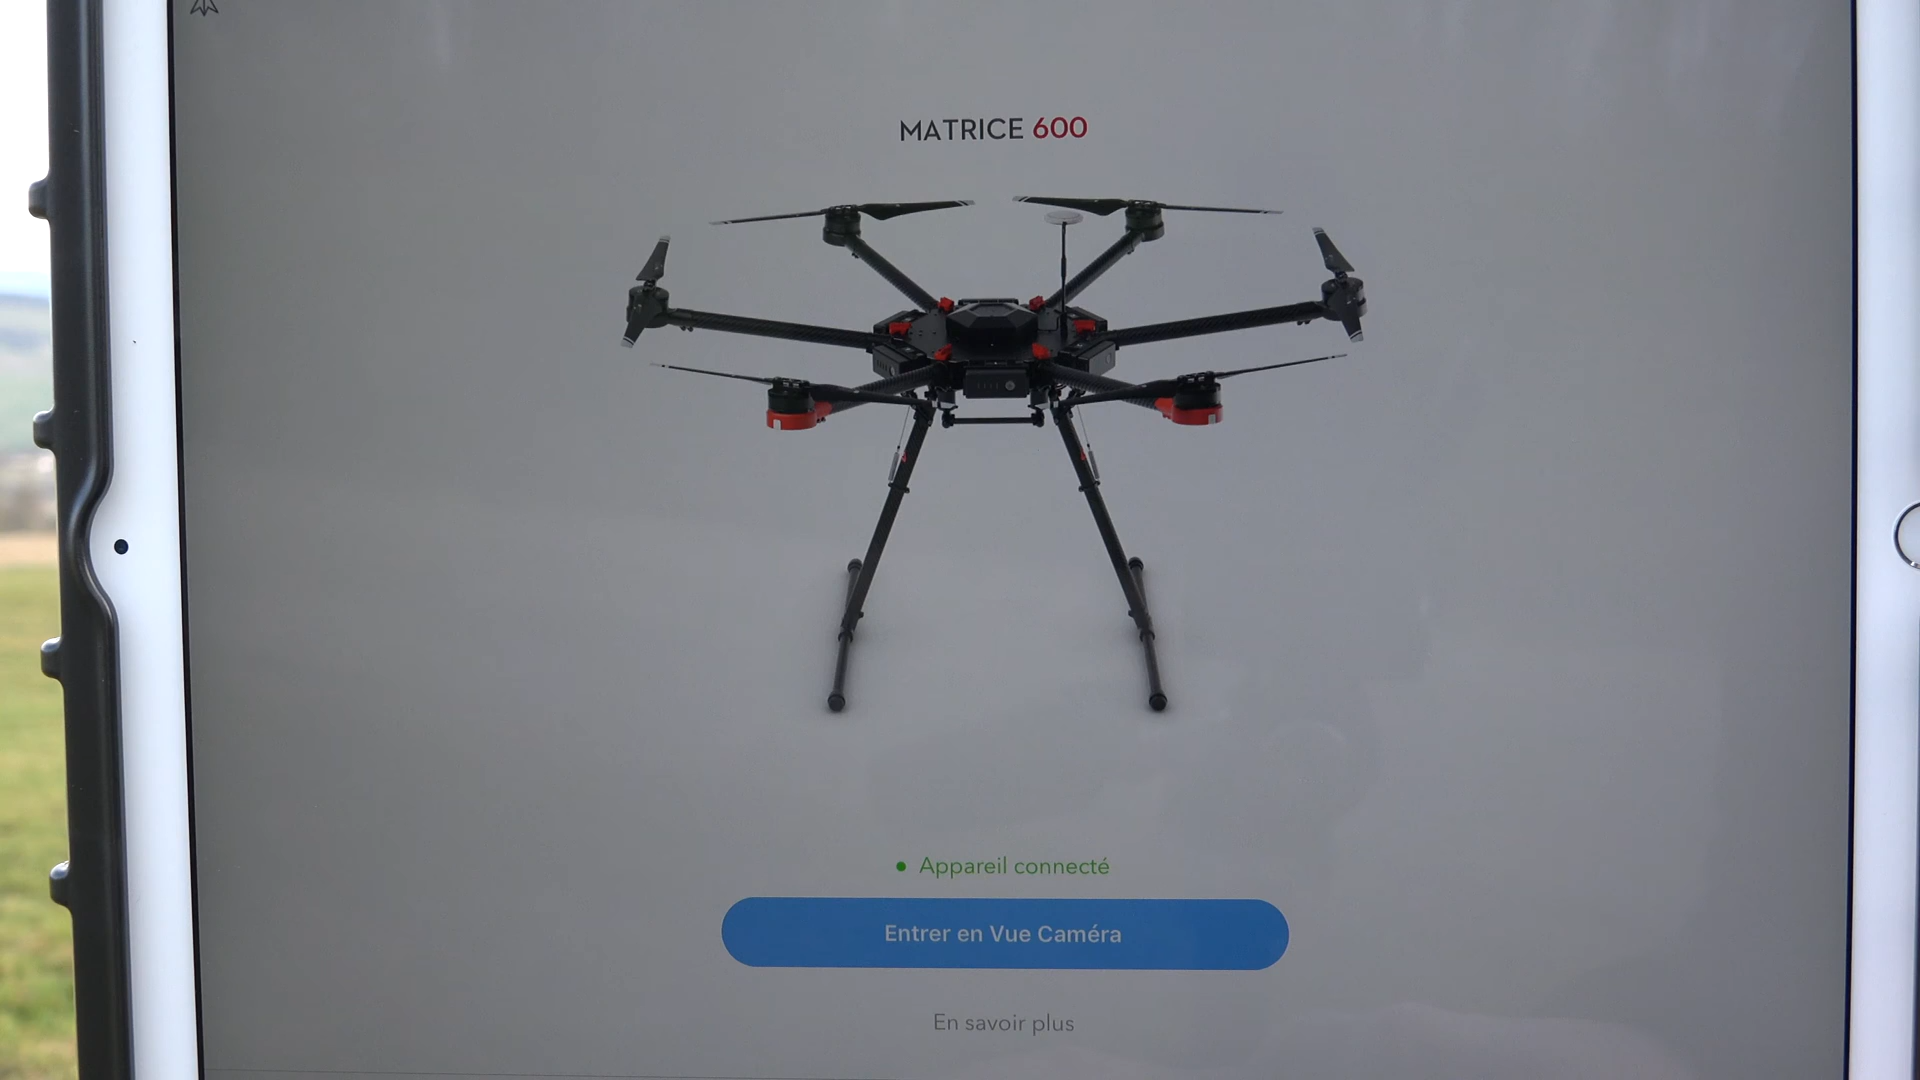 MATRICE 600
Appareil connecté
Entrer en Vue Caméra
En savoir plus